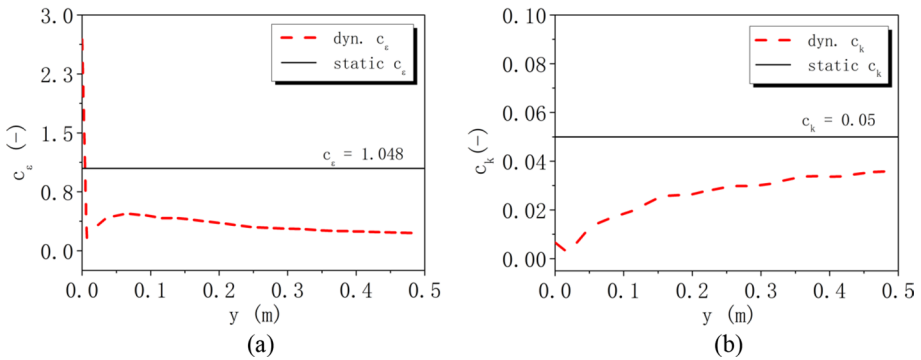 3.0
2.3
1.5
0.8
0.0
0.0 0.1 0.2 0.3 0.4 0.5
c_ε (-)
y (m)
dyn. c_ε
static c_ε
c_ε = 1.048
(a)
0.10
0.08
0.06
0.04
0.02
0.00
0.0 0.1 0.2 0.3 0.4 0.5
c_k (-)
y (m)
dyn. c_k
static c_k
c_k = 0.05
(b)